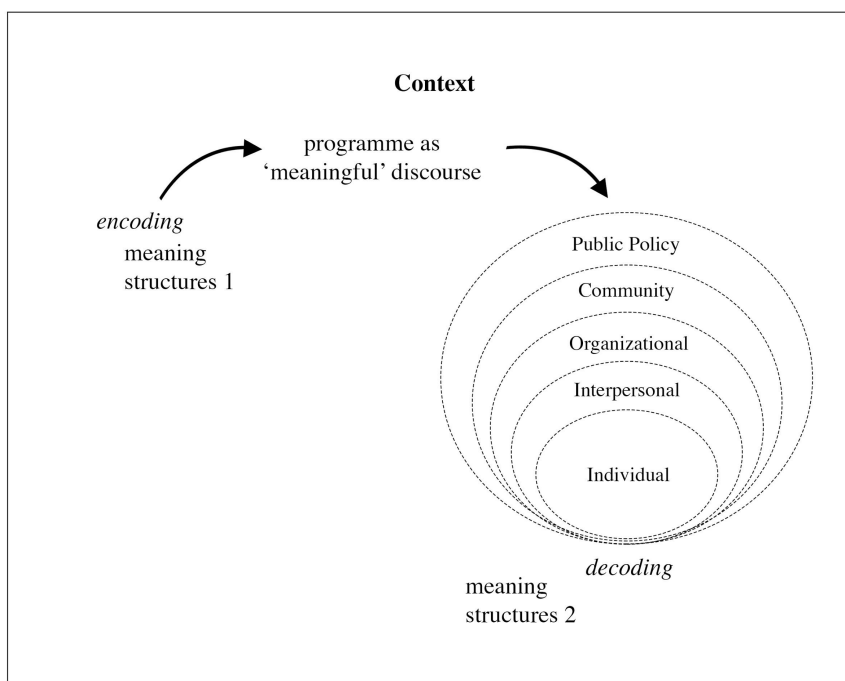 Context
programme as
‘meaningful’ discourse
encoding
meaning
structures 1
Public Policy
Community
Organizational
Interpersonal
Individual
decoding
meaning
structures 2